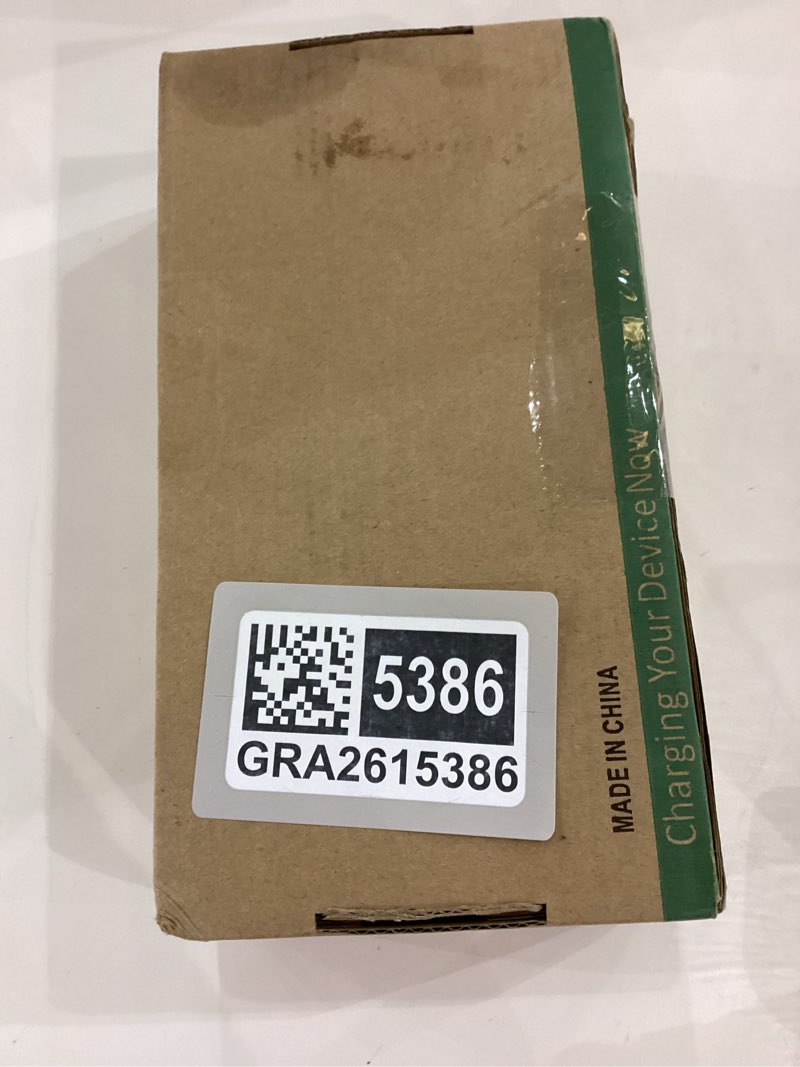 5386
GRA2615386
MADE IN CHINA
Charging Your Device Now